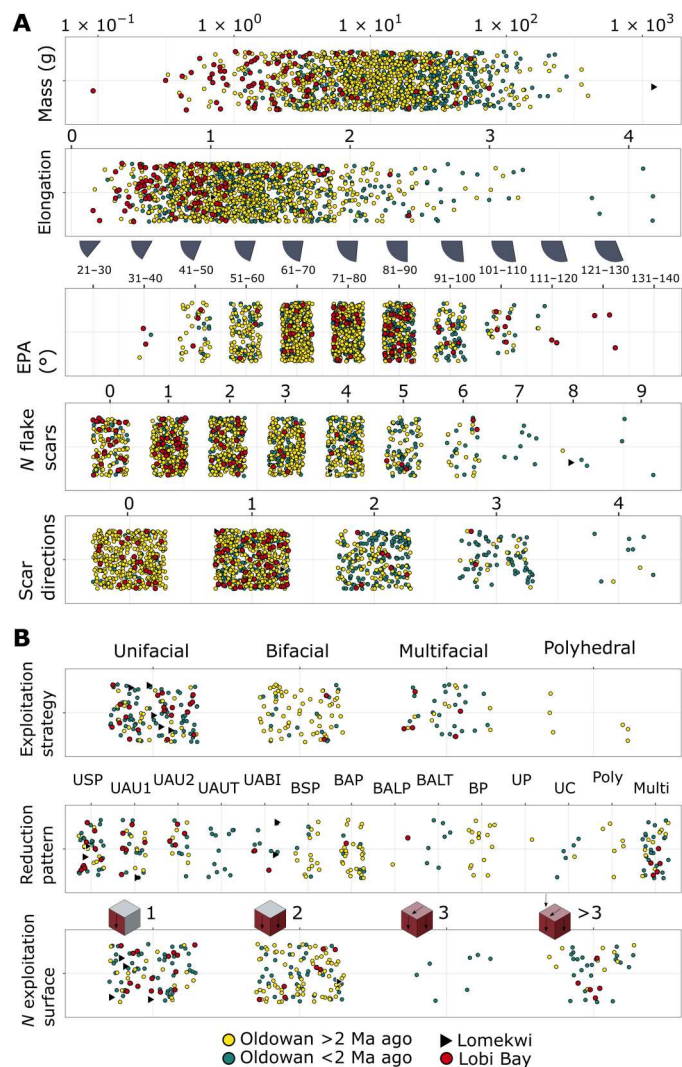 A
1 × 10⁻¹ 1 × 10⁰ 1 × 10¹ 1 × 10² 1 × 10³
Mass (g)
0 1 2 3 4
Elongation
21–30 31–40 41–50 51–60 61–70 71–80 81–90 91–100 101–110 111–120 121–130 131–140
EPA
(°)
0 1 2 3 4 5 6 7 8 9
N flake
scars
0 1 2 3 4
Scar
directions
B
Unifacial Bifacial Multifacial Polyhedral
Exploitation
strategy
USP UAU1 UAU2 UAUT UABI BSP BAP BALP BALT BP UP UC Poly Multi
Reduction
pattern
1 2 3 >3
N exploitation
surface
Oldowan >2 Ma ago Lomekwi
Oldowan <2 Ma ago Lobi Bay